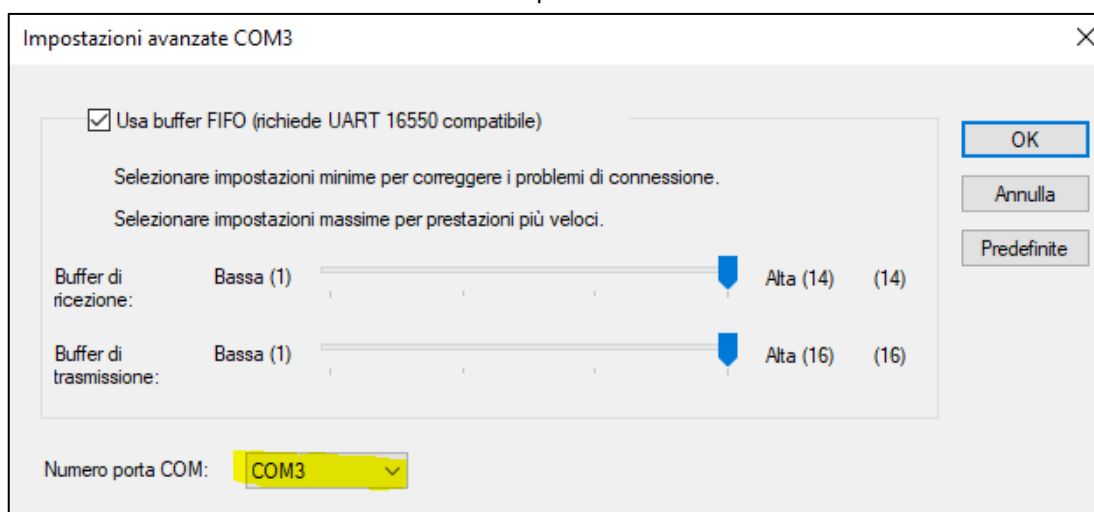 Impostazioni avanzate COM3
Usa buffer FIFO (richiede UART 16550 compatibile)
OK
Selezionare impostazioni minime per correggere i problemi di connessione.
Annulla
Selezionare impostazioni massime per prestazioni più veloci.
Predefinite
Buffer di ricezione:
Bassa (1)
Alta (14)
(14)
Buffer di trasmissione:
Bassa (1)
Alta (16)
(16)
Numero porta COM:
COM3